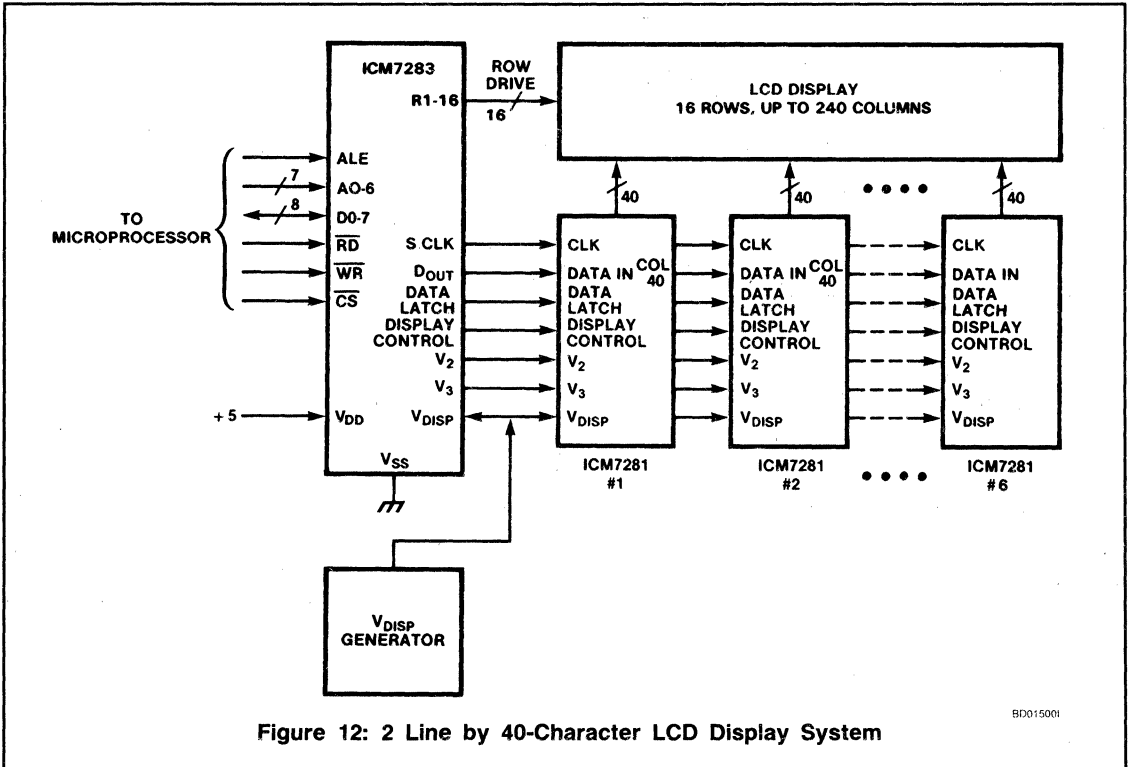 ICM7283
ROW
DRIVE
R1-16
16
LCD DISPLAY
16 ROWS, UP TO 240 COLUMNS
TO
MICROPROCESSOR
ALE
7
AO-6
8
D0-7
RD
WR
CS
+ 5
VDD
VSS
S CLK
DOUT
DATA
LATCH
DISPLAY
CONTROL
V2
V3
VDISP
40
CLK
DATA IN COL
40
DATA
LATCH
DISPLAY
CONTROL
V2
V3
VDISP
ICM7281
#1
40
CLK
DATA IN COL
40
DATA
LATCH
DISPLAY
CONTROL
V2
V3
VDISP
ICM7281
#2
40
CLK
DATA IN
DATA
LATCH
DISPLAY
CONTROL
V2
V3
VDISP
ICM7281
#6
VDISP
GENERATOR
BD01500I
Figure 12: 2 Line by 40-Character LCD Display System